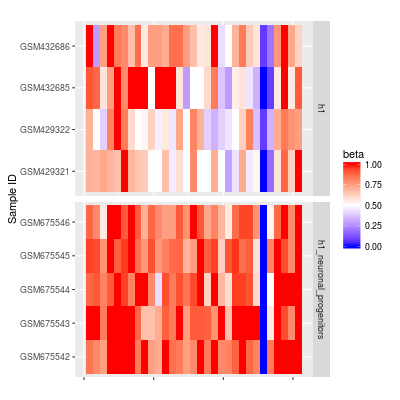 Sample ID
GSM432686
GSM432685
GSM429322
GSM429321
h1
GSM675546
GSM675545
GSM675544
GSM675543
GSM675542
h1_neuronal_progenitors
beta
1.00
0.75
0.50
0.25
0.00